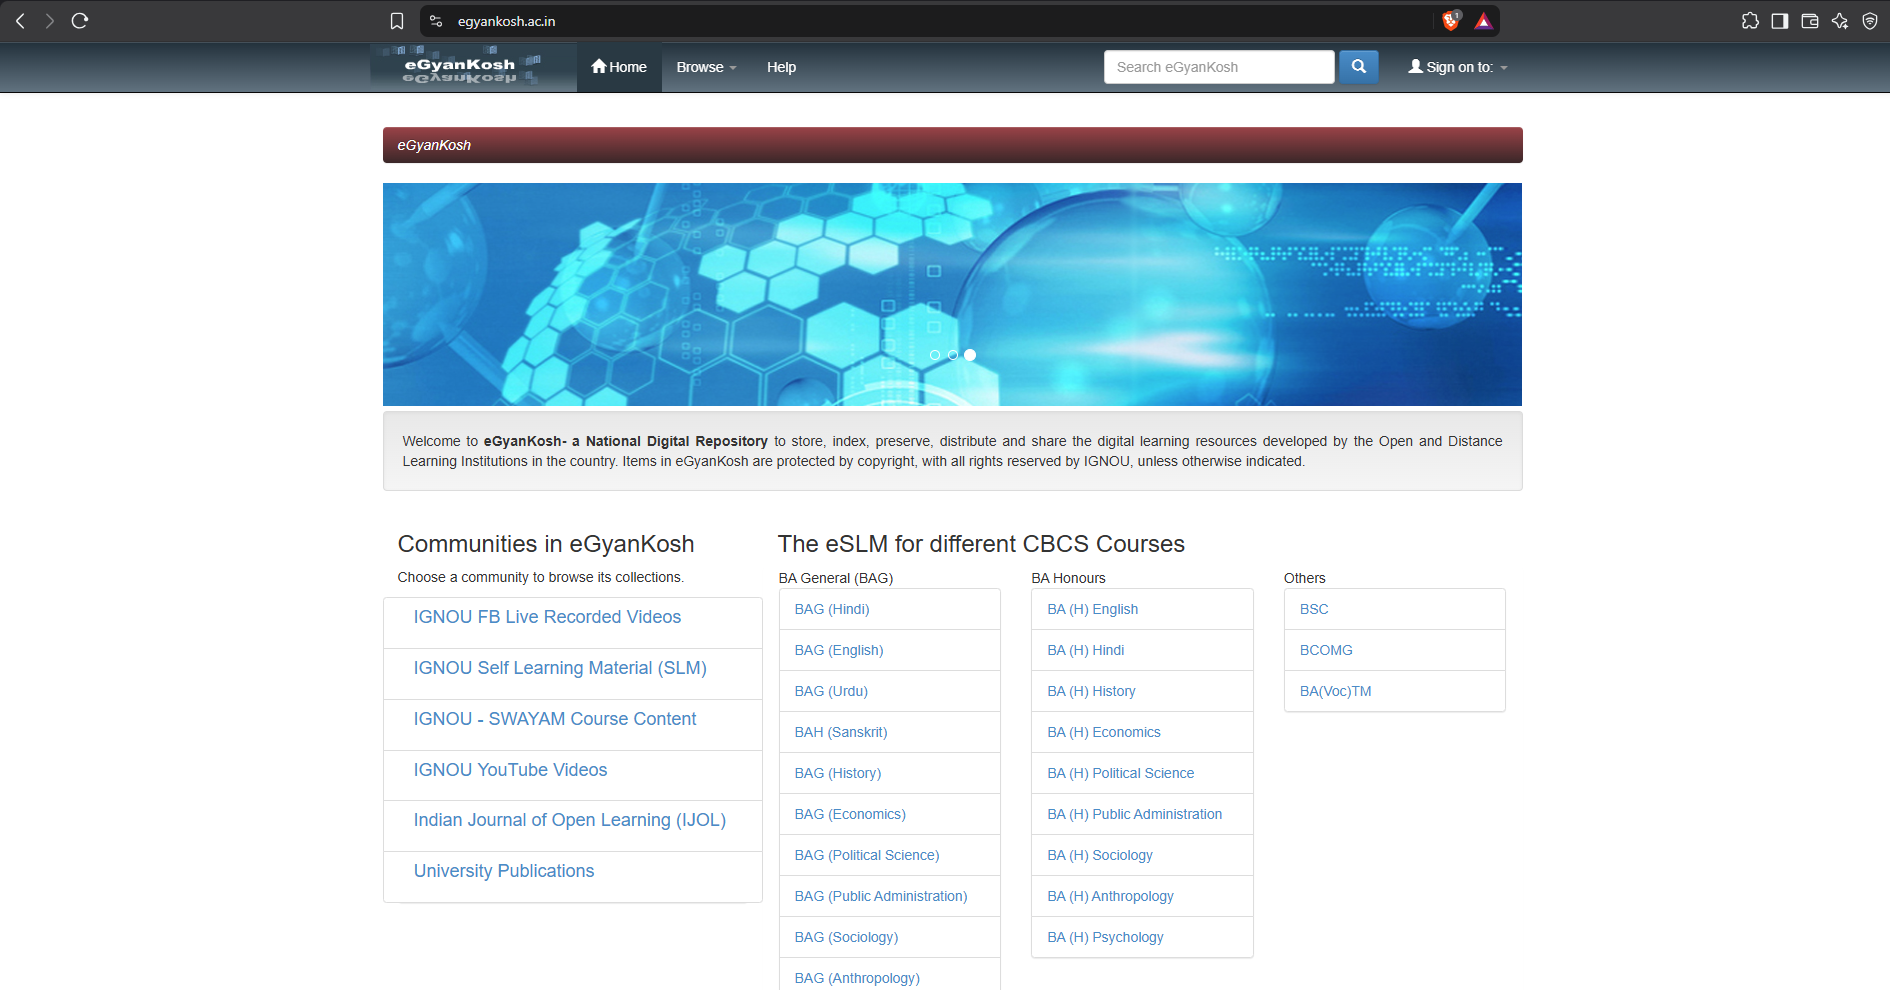 egyankosh.ac.in
1
eGyanKosh
Home
Browse
Help
Search eGyanKosh
Sign on to:
eGyanKosh
Welcome to eGyanKosh- a National Digital Repository to store, index, preserve, distribute and share the digital learning resources developed by the Open and Distance
Learning Institutions in the country. Items in eGyanKosh are protected by copyright, with all rights reserved by IGNOU, unless otherwise indicated.
Communities in eGyanKosh
Choose a community to browse its collections.
IGNOU FB Live Recorded Videos
IGNOU Self Learning Material (SLM)
IGNOU - SWAYAM Course Content
IGNOU YouTube Videos
Indian Journal of Open Learning (IJOL)
University Publications
The eSLM for different CBCS Courses
BA General (BAG)
BAG (Hindi)
BAG (English)
BAG (Urdu)
BAH (Sanskrit)
BAG (History)
BAG (Economics)
BAG (Political Science)
BAG (Public Administration)
BAG (Sociology)
BAG (Anthropology)
BA Honours
BA (H) English
BA (H) Hindi
BA (H) History
BA (H) Economics
BA (H) Political Science
BA (H) Public Administration
BA (H) Sociology
BA (H) Anthropology
BA (H) Psychology
Others
BSC
BCOMG
BA(Voc)TM